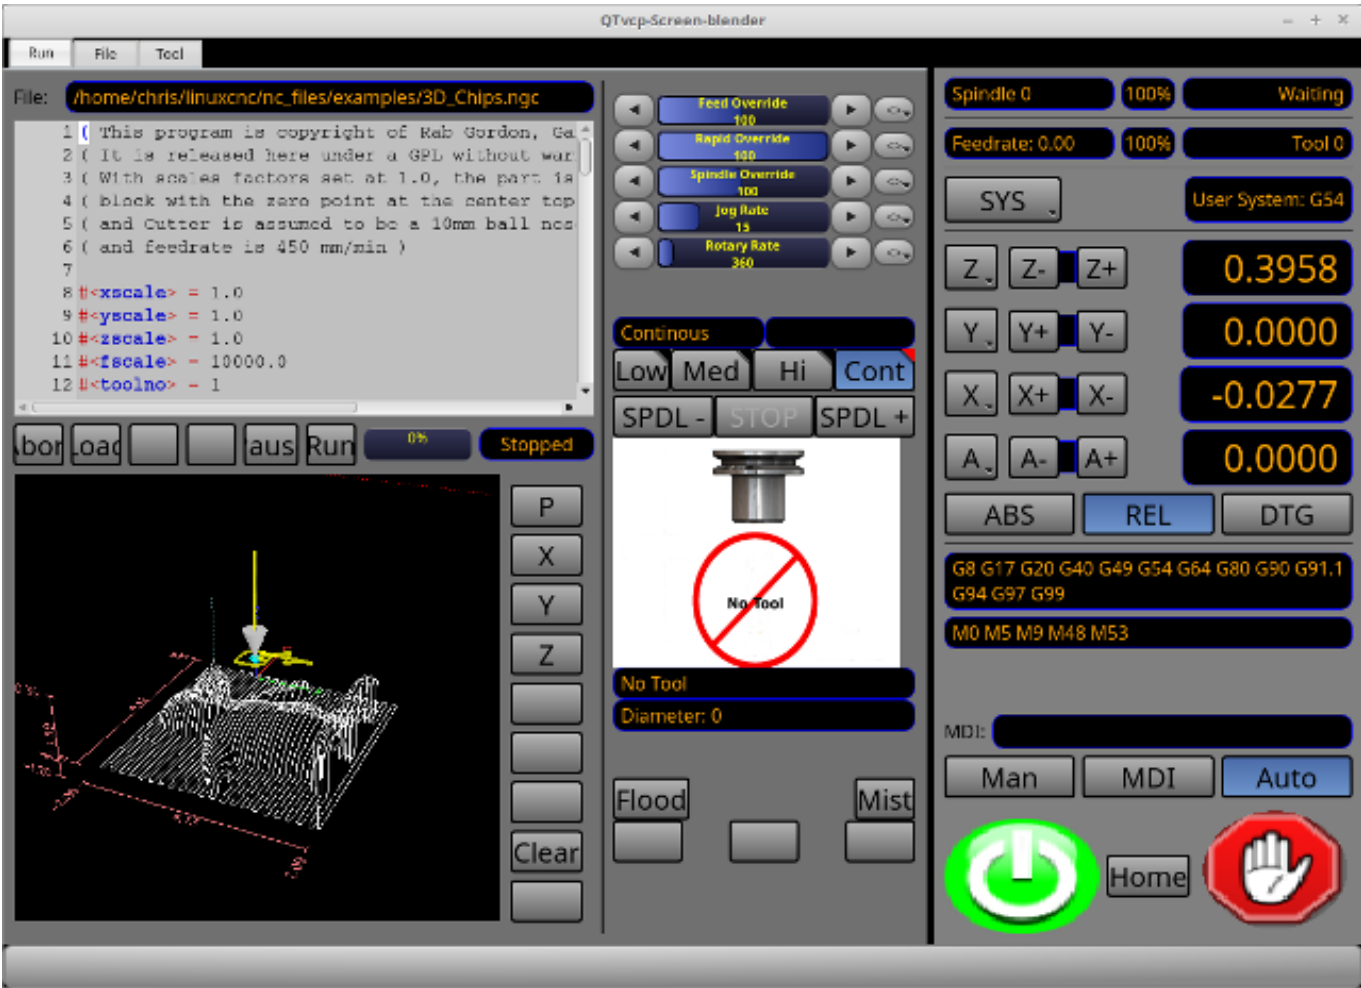 QTvcp-Screen-blender
Run File Tool
File: /home/chris/linuxcnc/nc_files/examples/3D_Chips.ngc
1 ( This program is copyright of Rab Gordon, Ga
2 ( It is released here under a GPL without war
3 ( With scales factors set at 1.0, the part is
4 ( block with the zero point at the center top
5 ( and Cutter is assumed to be a 10mm ball nos
6 ( and feedrate is 450 mm/min )
7
8 #<xscale> = 1.0
9 #<yscale> = 1.0
10 #<zscale> = 1.0
11 #<fscale> = 10000.0
12 #<toolno> = 1
bor Load aus Run 0% Stopped
P
X
Y
Z
Clear
Feed Override
100
Rapid Override
100
Spindle Override
100
Jog Rate
15
Rotary Rate
360
Continous
Low Med Hi Cont
SPDL - STOP SPDL +
No Tool
No Tool
Diameter: 0
Flood Mist
Spindle 0 100% Waiting
Feedrate: 0.00 100% Tool 0
SYS User System: G54
Z Z- Z+ 0.3958
Y Y+ Y- 0.0000
X X+ X- -0.0277
A A- A+ 0.0000
ABS REL DTG
G8 G17 G20 G40 G49 G54 G64 G80 G90 G91.1
G94 G97 G99
M0 M5 M9 M48 M53
MDI:
Man MDI Auto
Home